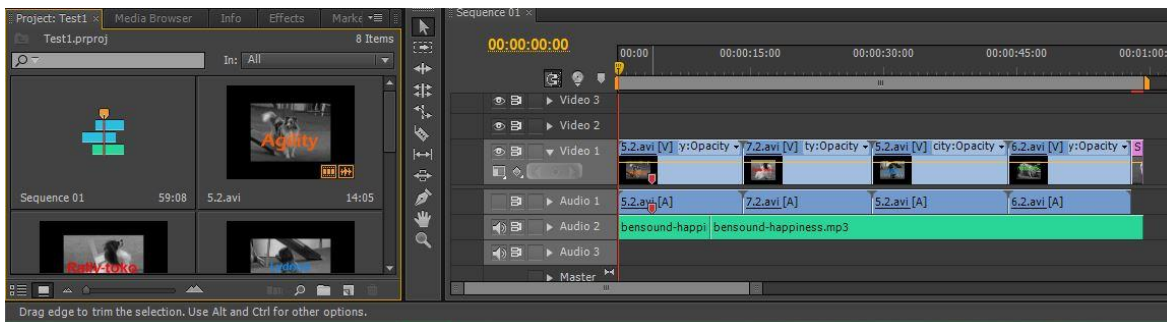 Project: Test1 × Media Browser Info Effects Marke
Test1.prproj 8 Items
In: All
Agility
Sequence 01 59:08 5.2.avi 14:05
Rally-toko
Sequence 01 ×
00:00:00:00
00:00 00:00:15:00 00:00:30:00 00:00:45:00 00:01:00:
Video 3
Video 2
Video 1 5.2.avi [V] y:Opacity 7.2.avi [V] ty:Opacity 5.2.avi [V] city:Opacity 6.2.avi [V] y:Opacity S
Audio 1 5.2.avi [A] 7.2.avi [A] 5.2.avi [A] 6.2.avi [A]
Audio 2 bensound-happi bensound-happiness.mp3
Audio 3
Master
Drag edge to trim the selection. Use Alt and Ctrl for other options.